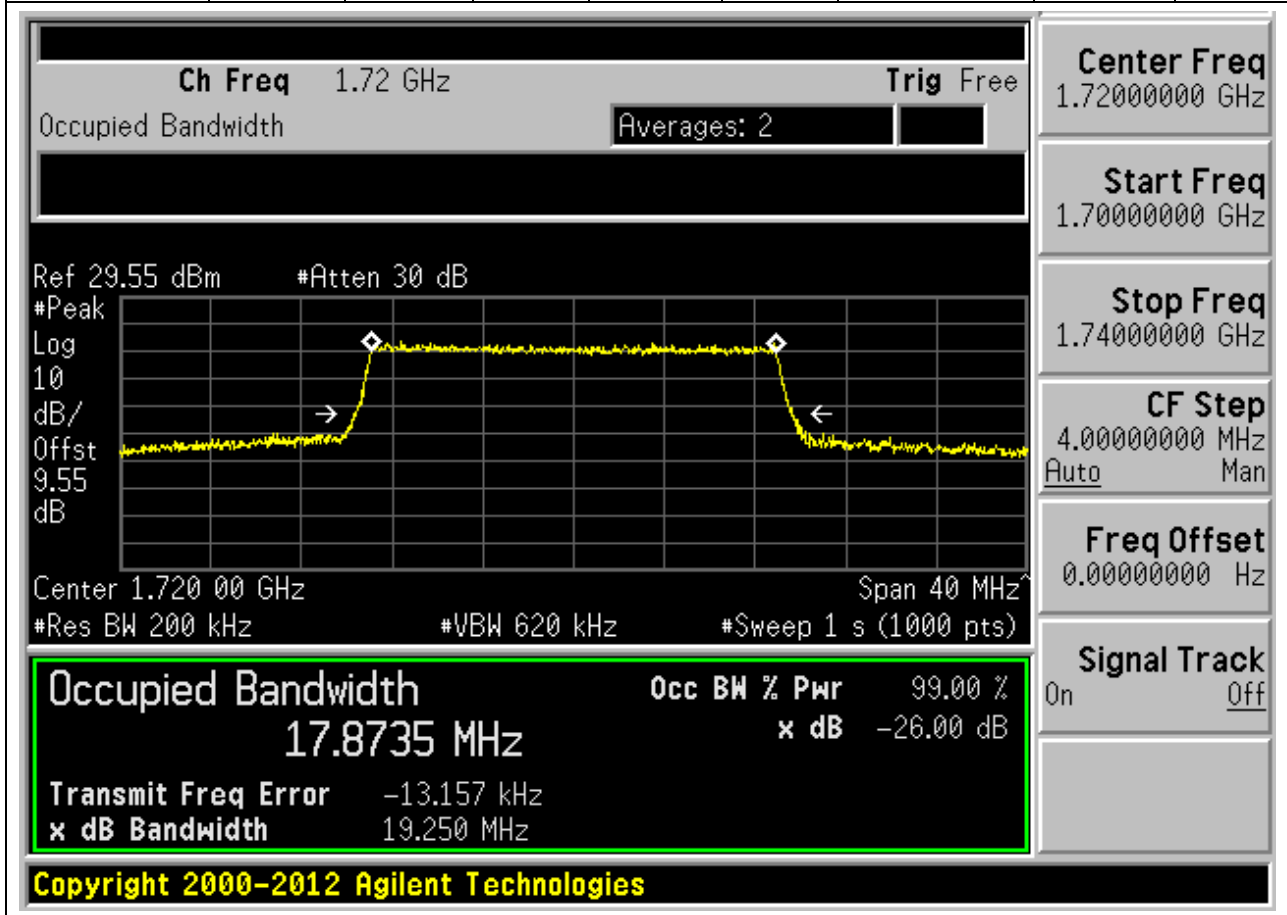 Ch Freq 1.72 GHz Trig Free
Occupied Bandwidth Averages: 2
Ref 29.55 dBm #Atten 30 dB
#Peak
Log
10
dB/
Offst
9.55
dB
Center 1.720 00 GHz Span 40 MHz^
#Res BW 200 kHz #VBW 620 kHz #Sweep 1 s (1000 pts)
Occupied Bandwidth Occ BW % Pwr 99.00 %
17.8735 MHz x dB -26.00 dB
Transmit Freq Error -13.157 kHz
x dB Bandwidth 19.250 MHz
Copyright 2000-2012 Agilent Technologies
Center Freq
1.72000000 GHz
Start Freq
1.70000000 GHz
Stop Freq
1.74000000 GHz
CF Step
4.00000000 MHz
Auto Man
Freq Offset
0.00000000 Hz
Signal Track
On Off